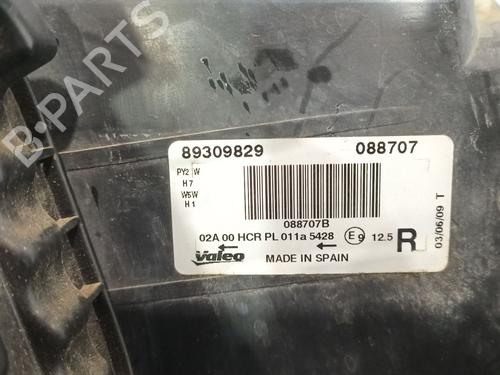 B-PARTS
89309829 088707
PY21W
H7
W5W
H1
088707B
02A 00 HCR PL 011a 5428 E9 12.5 R
Valeo MADE IN SPAIN
03/06/09 T